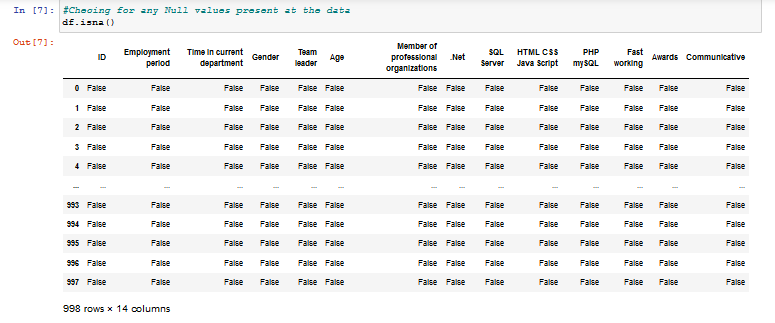 In [7]: #Checing for any Null values present at the data
df.isna()
Out[7]:
ID Employment period Time in current department Gender Team leader Age Member of professional organizations .Net SQL Server HTML CSS Java Script PHP mySQL Fast working Awards Communicative
0 False False False False False False False False False False False False False False
1 False False False False False False False False False False False False False False
2 False False False False False False False False False False False False False False
3 False False False False False False False False False False False False False False
4 False False False False False False False False False False False False False False
... ... ... ... ... ... ... ... ... ... ... ... ... ... ...
993 False False False False False False False False False False False False False False
994 False False False False False False False False False False False False False False
995 False False False False False False False False False False False False False False
996 False False False False False False False False False False False False False False
997 False False False False False False False False False False False False False False
998 rows × 14 columns